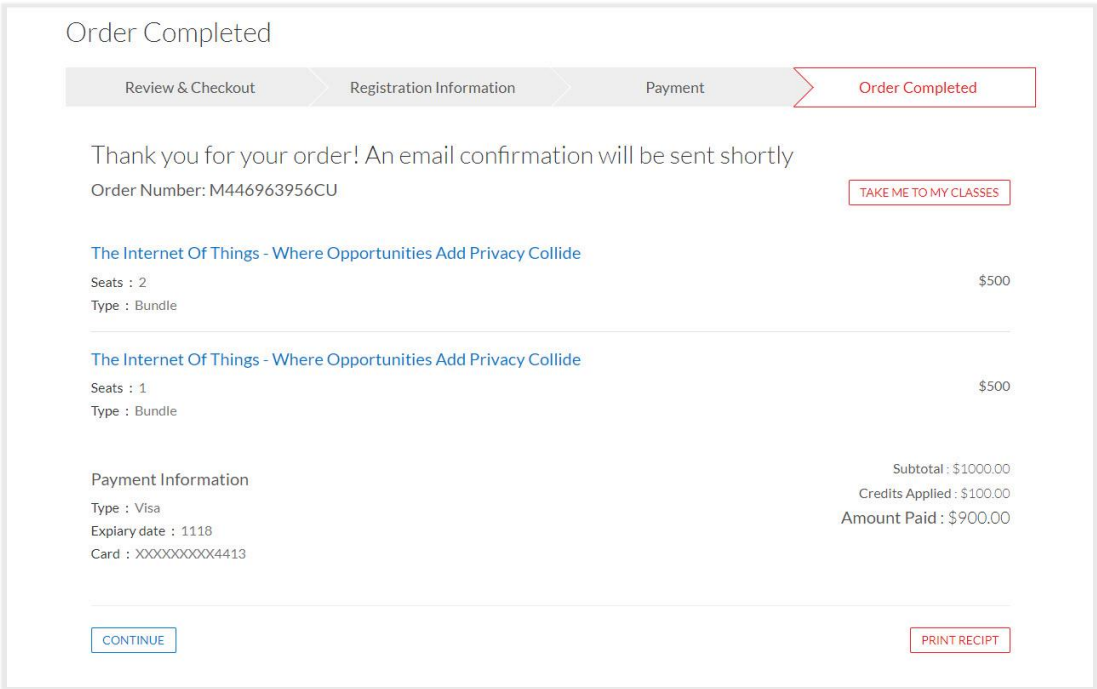 Order Completed
Review & Checkout
Registration Information
Payment
Order Completed
Thank you for your order! An email confirmation will be sent shortly
Order Number: M446963956CU
TAKE ME TO MY CLASSES
The Internet Of Things - Where Opportunities Add Privacy Collide
Seats : 2
$500
Type : Bundle
The Internet Of Things - Where Opportunities Add Privacy Collide
Seats : 1
$500
Type : Bundle
Payment Information
Type : Visa
Expiary date : 1118
Card : XXXXXXXXX4413
Subtotal : $1000.00
Credits Applied : $100.00
Amount Paid : $900.00
CONTINUE
PRINT RECIPT